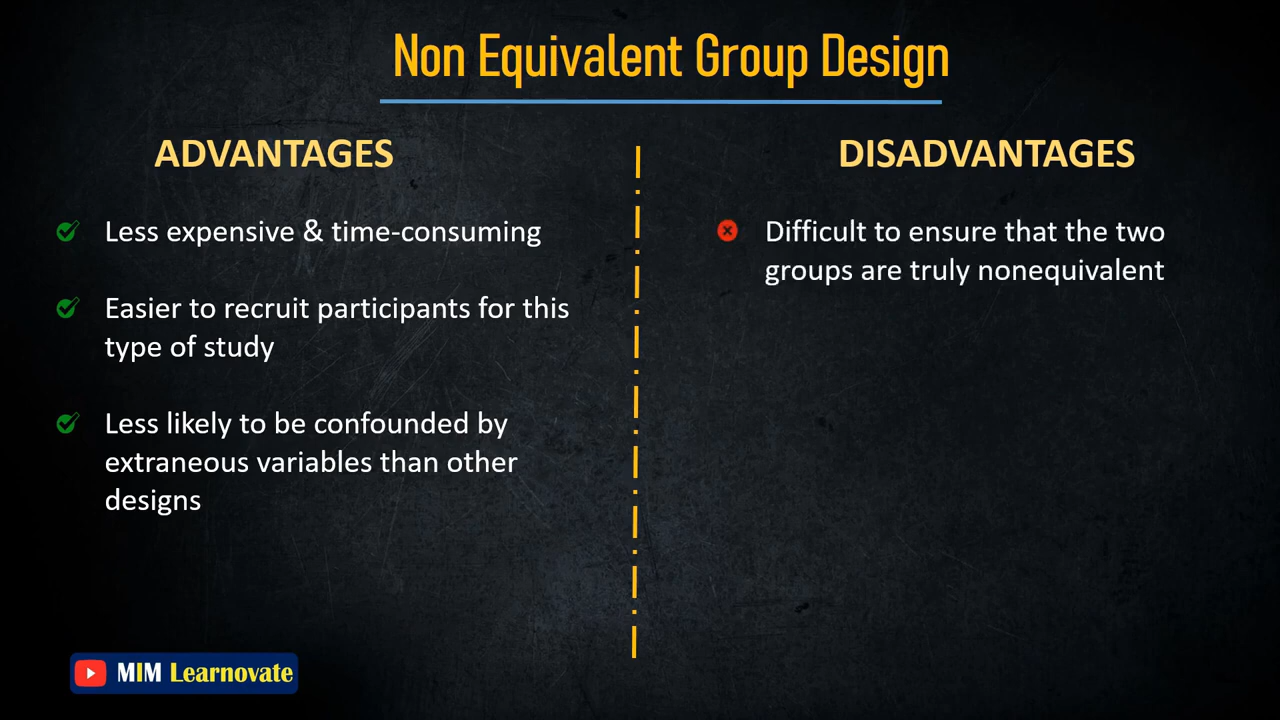 Non Equivalent Group Design
ADVANTAGES
Less expensive & time-consuming
Easier to recruit participants for this
type of study
Less likely to be confounded by
extraneous variables than other
designs
DISADVANTAGES
Difficult to ensure that the two
groups are truly nonequivalent
MIM Learnovate